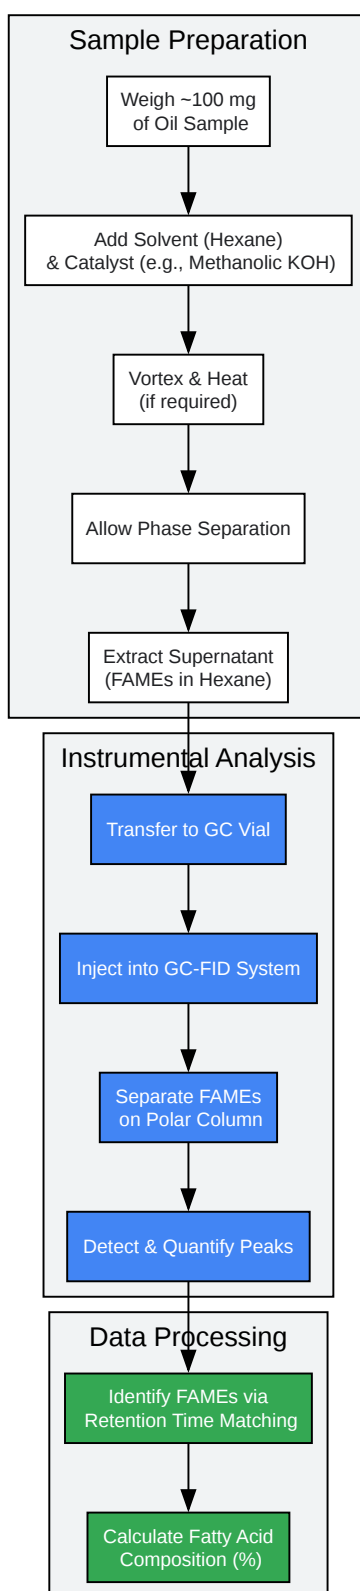 Sample Preparation
Weigh ~100 mg
of Oil Sample
Add Solvent (Hexane)
& Catalyst (e.g., Methanolic KOH)
Vortex & Heat
(if required)
Allow Phase Separation
Extract Supernatant
(FAMEs in Hexane)
Instrumental Analysis
Transfer to GC Vial
Inject into GC-FID System
Separate FAMEs
on Polar Column
Detect & Quantify Peaks
Data Processing
Identify FAMEs via
Retention Time Matching
Calculate Fatty Acid
Composition (%)